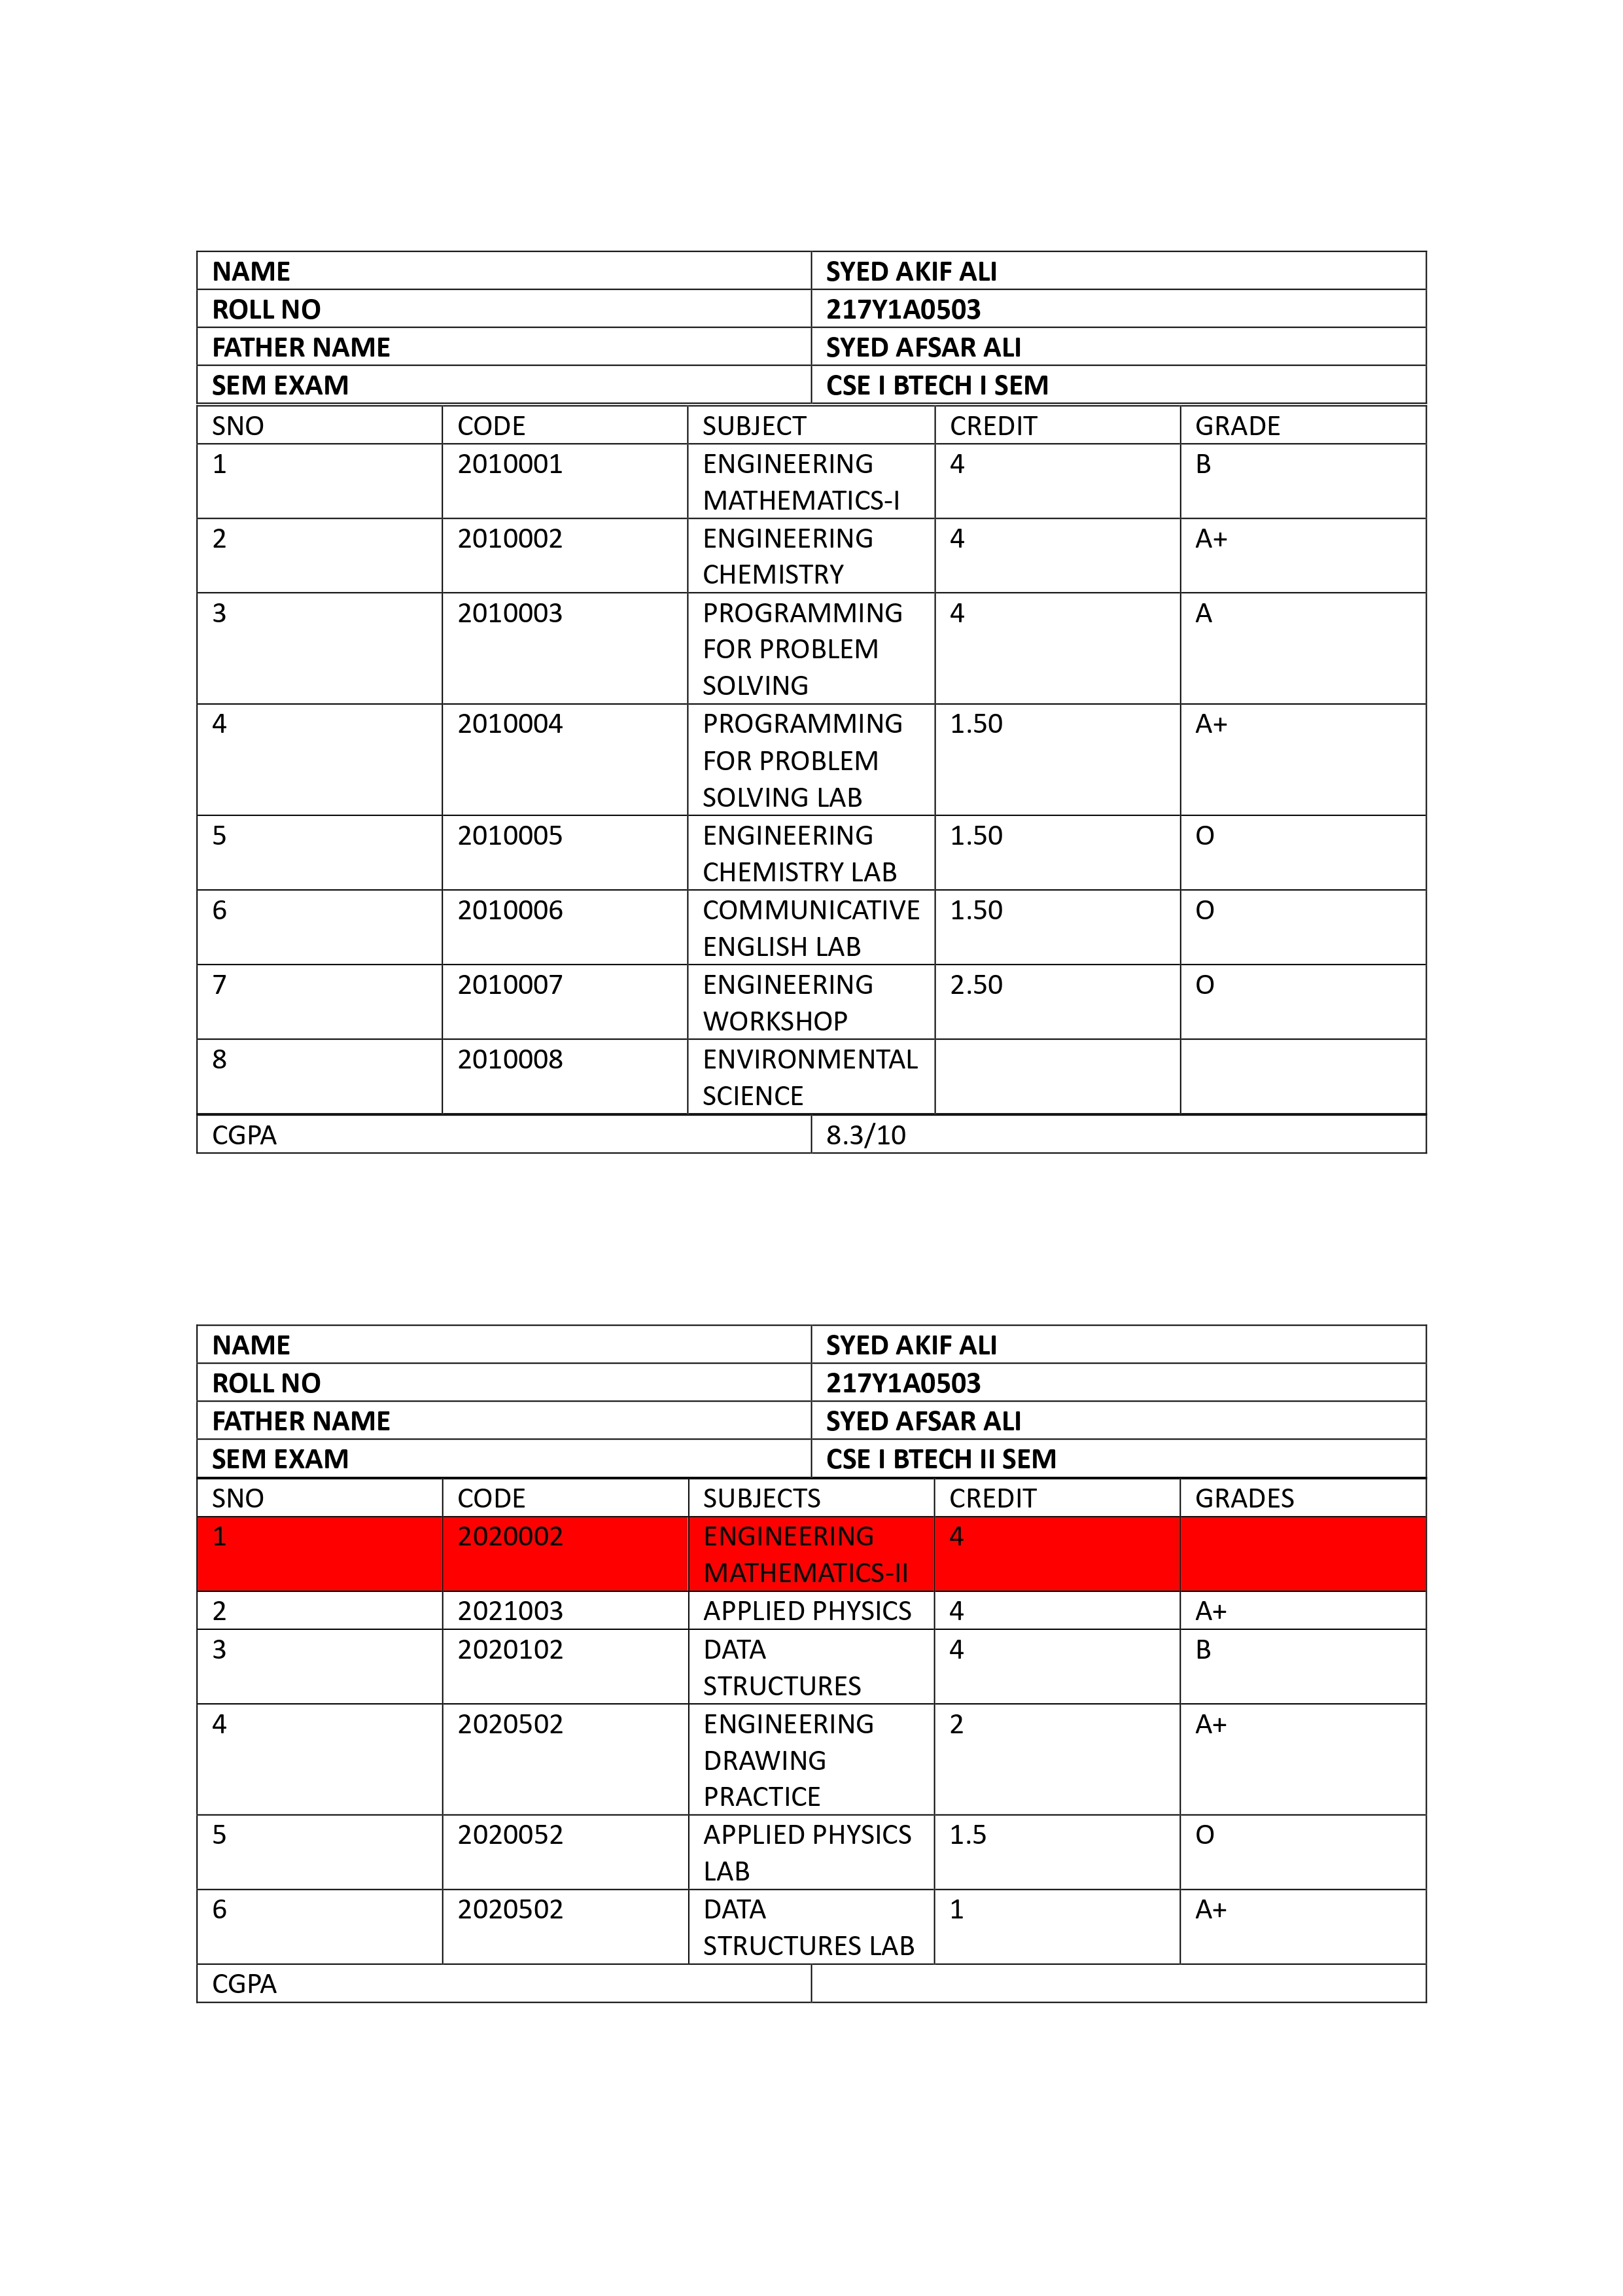 NAME SYED AKIF ALI
ROLL NO 217Y1A0503
FATHER NAME SYED AFSAR ALI
SEM EXAM CSE I BTECH I SEM
SNO CODE SUBJECT CREDIT GRADE
1 2010001 ENGINEERING 4 B
MATHEMATICS-I
2 2010002 ENGINEERING 4 A+
CHEMISTRY
3 2010003 PROGRAMMING 4 A
FOR PROBLEM
SOLVING
4 2010004 PROGRAMMING 1.50 A+
FOR PROBLEM
SOLVING LAB
5 2010005 ENGINEERING 1.50 O
CHEMISTRY LAB
6 2010006 COMMUNICATIVE 1.50 O
ENGLISH LAB
7 2010007 ENGINEERING 2.50 O
WORKSHOP
8 2010008 ENVIRONMENTAL
SCIENCE
CGPA 8.3/10
NAME SYED AKIF ALI
ROLL NO 217Y1A0503
FATHER NAME SYED AFSAR ALI
SEM EXAM CSE I BTECH II SEM
SNO CODE SUBJECTS CREDIT GRADES
1 2020002 ENGINEERING 4
MATHEMATICS-II
2 2021003 APPLIED PHYSICS 4 A+
3 2020102 DATA 4 B
STRUCTURES
4 2020502 ENGINEERING 2 A+
DRAWING
PRACTICE
5 2020052 APPLIED PHYSICS 1.5 O
LAB
6 2020502 DATA 1 A+
STRUCTURES LAB
CGPA